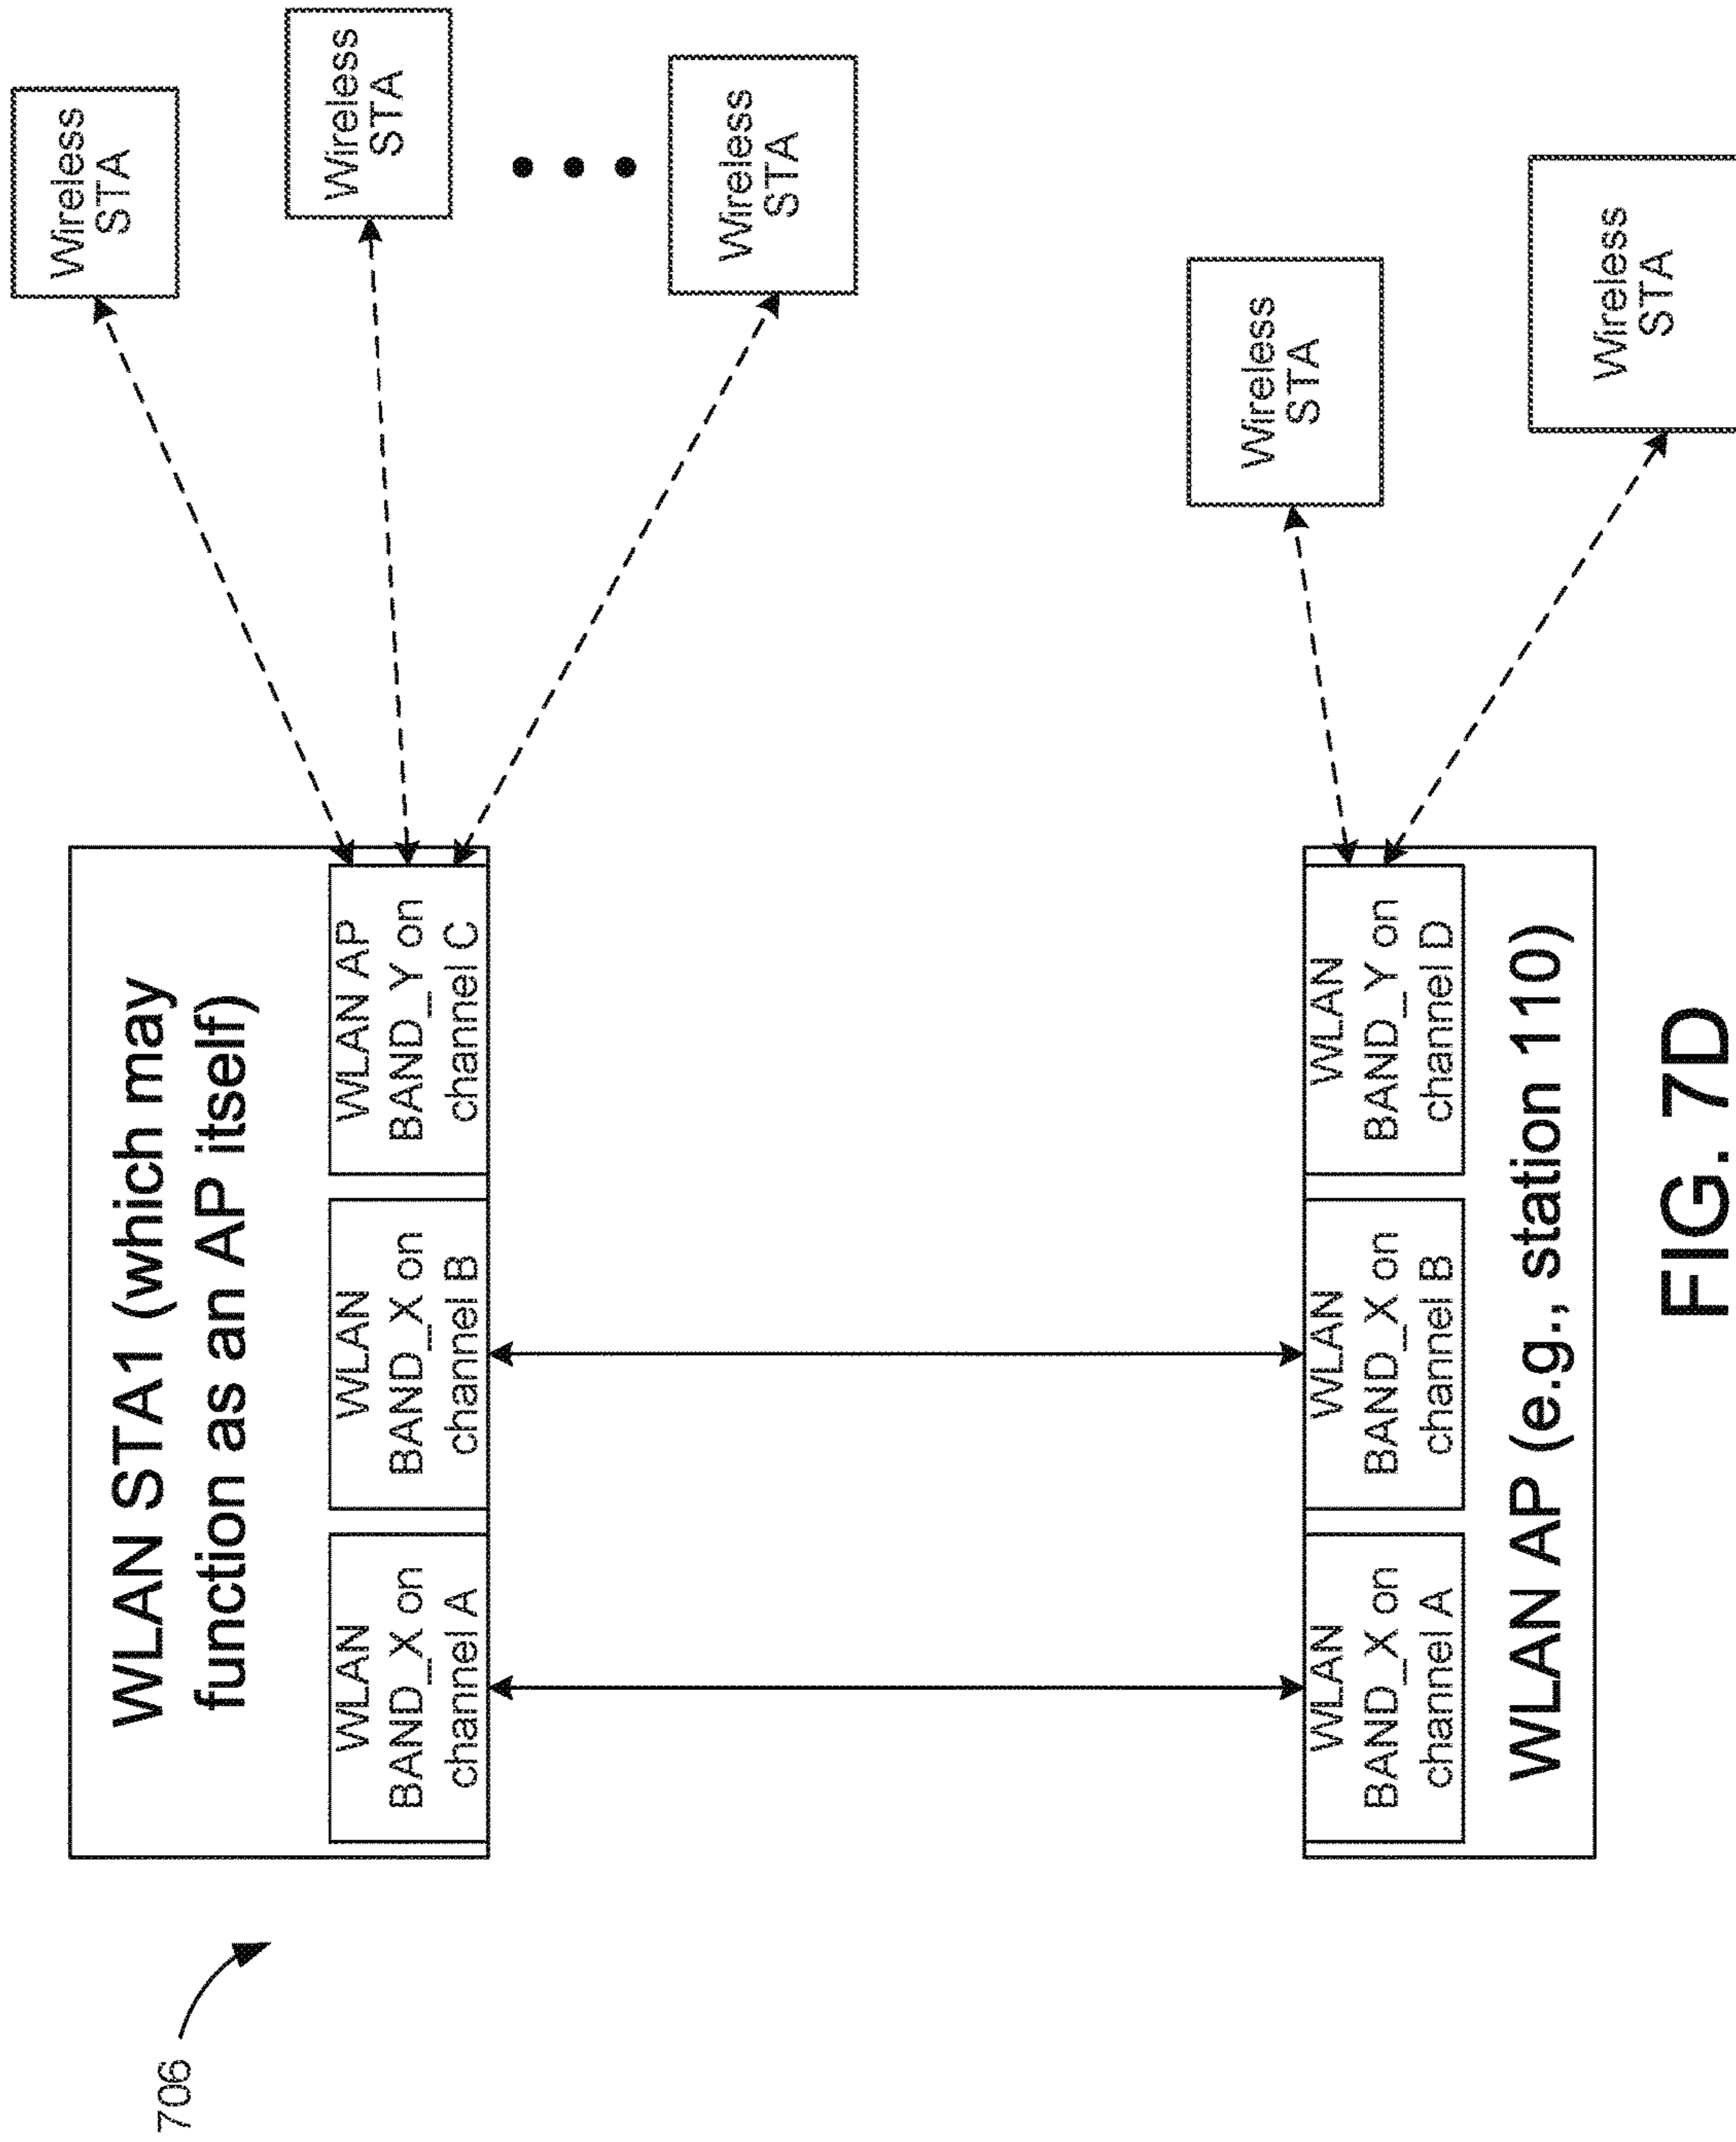 706
WLAN STA1 (which may
function as an AP itself)
WLAN
BAND_X on
channel A
WLAN
BAND_X on
channel B
WLAN AP
BAND_Y on
channel C
Wireless
STA
Wireless
STA
Wireless
STA
WLAN
BAND_X on
channel A
WLAN
BAND_X on
channel B
WLAN
BAND_Y on
channel D
WLAN AP (e.g., station 110)
Wireless
STA
Wireless
STA
FIG. 7D